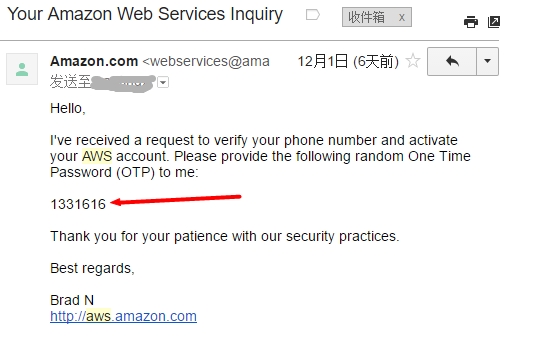 Your Amazon Web Services Inquiry 收件箱 x
Amazon.com <webservices@ama 12月1日 (6天前)
发送至
Hello,
I've received a request to verify your phone number and activate
your AWS account. Please provide the following random One Time
Password (OTP) to me:
1331616
Thank you for your patience with our security practices.
Best regards,
Brad N
http://aws.amazon.com